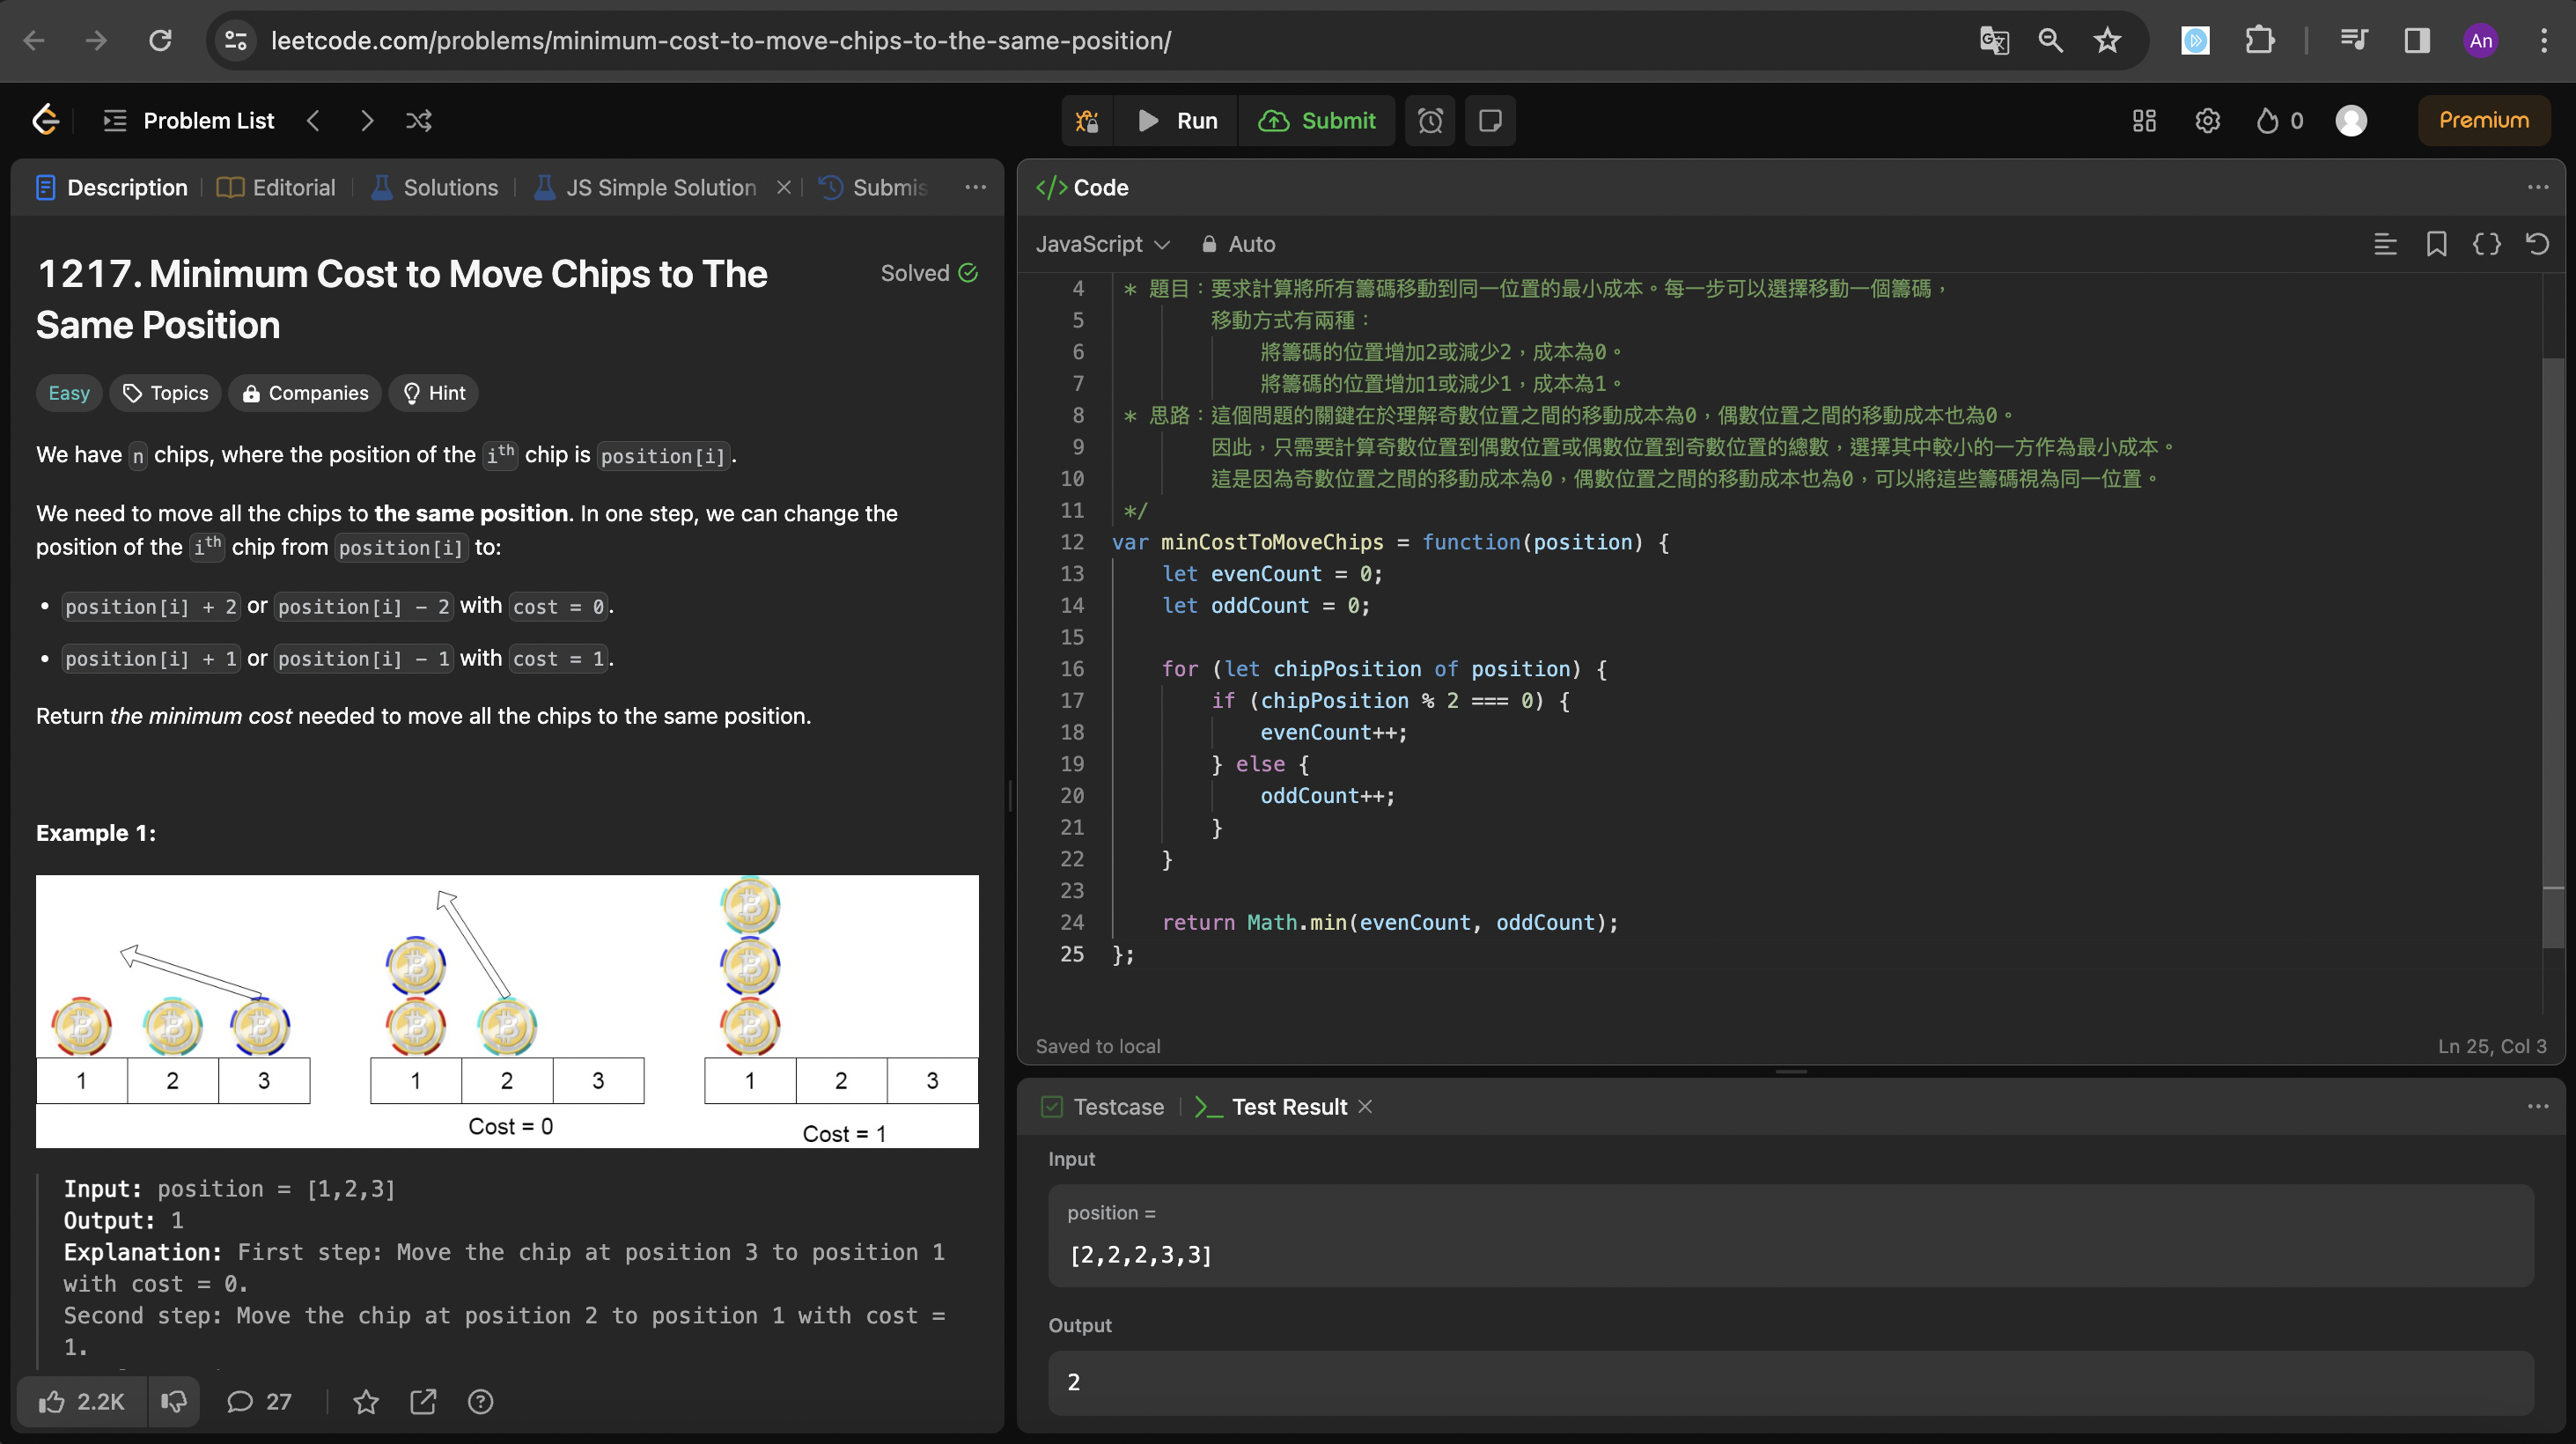 leetcode.com/problems/minimum-cost-to-move-chips-to-the-same-position/
An
Problem List
Run
Submit
0
Premium
Description
Editorial
Solutions
JS Simple Solution
Submis
1217. Minimum Cost to Move Chips to The
Same Position
Solved
Easy
Topics
Companies
Hint
We have n chips, where the position of the ith chip is position[i].
We need to move all the chips to the same position. In one step, we can change the
position of the ith chip from position[i] to:
• position[i] + 2 or position[i] - 2 with cost = 0.
• position[i] + 1 or position[i] - 1 with cost = 1.
Return the minimum cost needed to move all the chips to the same position.
Example 1:
1 2 3
1 2 3
1 2 3
Cost = 0
Cost = 1
Input: position = [1,2,3]
Output: 1
Explanation: First step: Move the chip at position 3 to position 1
with cost = 0.
Second step: Move the chip at position 2 to position 1 with cost =
1.
2.2K
27
</> Code
JavaScript
Auto
4 * 題目：要求計算將所有籌碼移動到同一位置的最小成本。每一步可以選擇移動一個籌碼，
5 移動方式有兩種：
6 將籌碼的位置增加2或減少2，成本為0。
7 將籌碼的位置增加1或減少1，成本為1。
8 * 思路：這個問題的關鍵在於理解奇數位置之間的移動成本為0，偶數位置之間的移動成本也為0。
9 因此，只需要計算奇數位置到偶數位置或偶數位置到奇數位置的總數，選擇其中較小的一方作為最小成本。
10 這是因為奇數位置之間的移動成本為0，偶數位置之間的移動成本也為0，可以將這些籌碼視為同一位置。
11 */
12 var minCostToMoveChips = function(position) {
13 let evenCount = 0;
14 let oddCount = 0;
15
16 for (let chipPosition of position) {
17 if (chipPosition % 2 === 0) {
18 evenCount++;
19 } else {
20 oddCount++;
21 }
22 }
23
24 return Math.min(evenCount, oddCount);
25 };
Saved to local
Ln 25, Col 3
Testcase
Test Result
Input
position =
[2,2,2,3,3]
Output
2